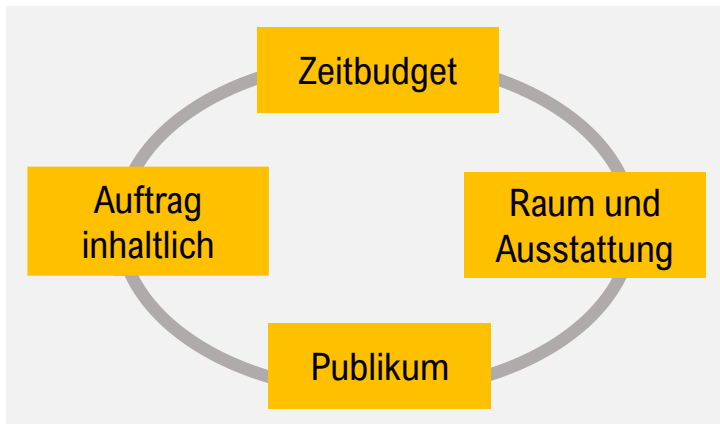 Zeitbudget
Auftrag
inhaltlich
Raum und
Ausstattung
Publikum